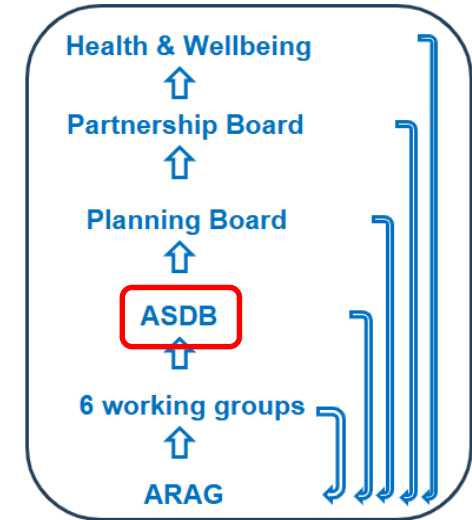 Health & Wellbeing
Partnership Board
Planning Board
ASDB
6 working groups
ARAG